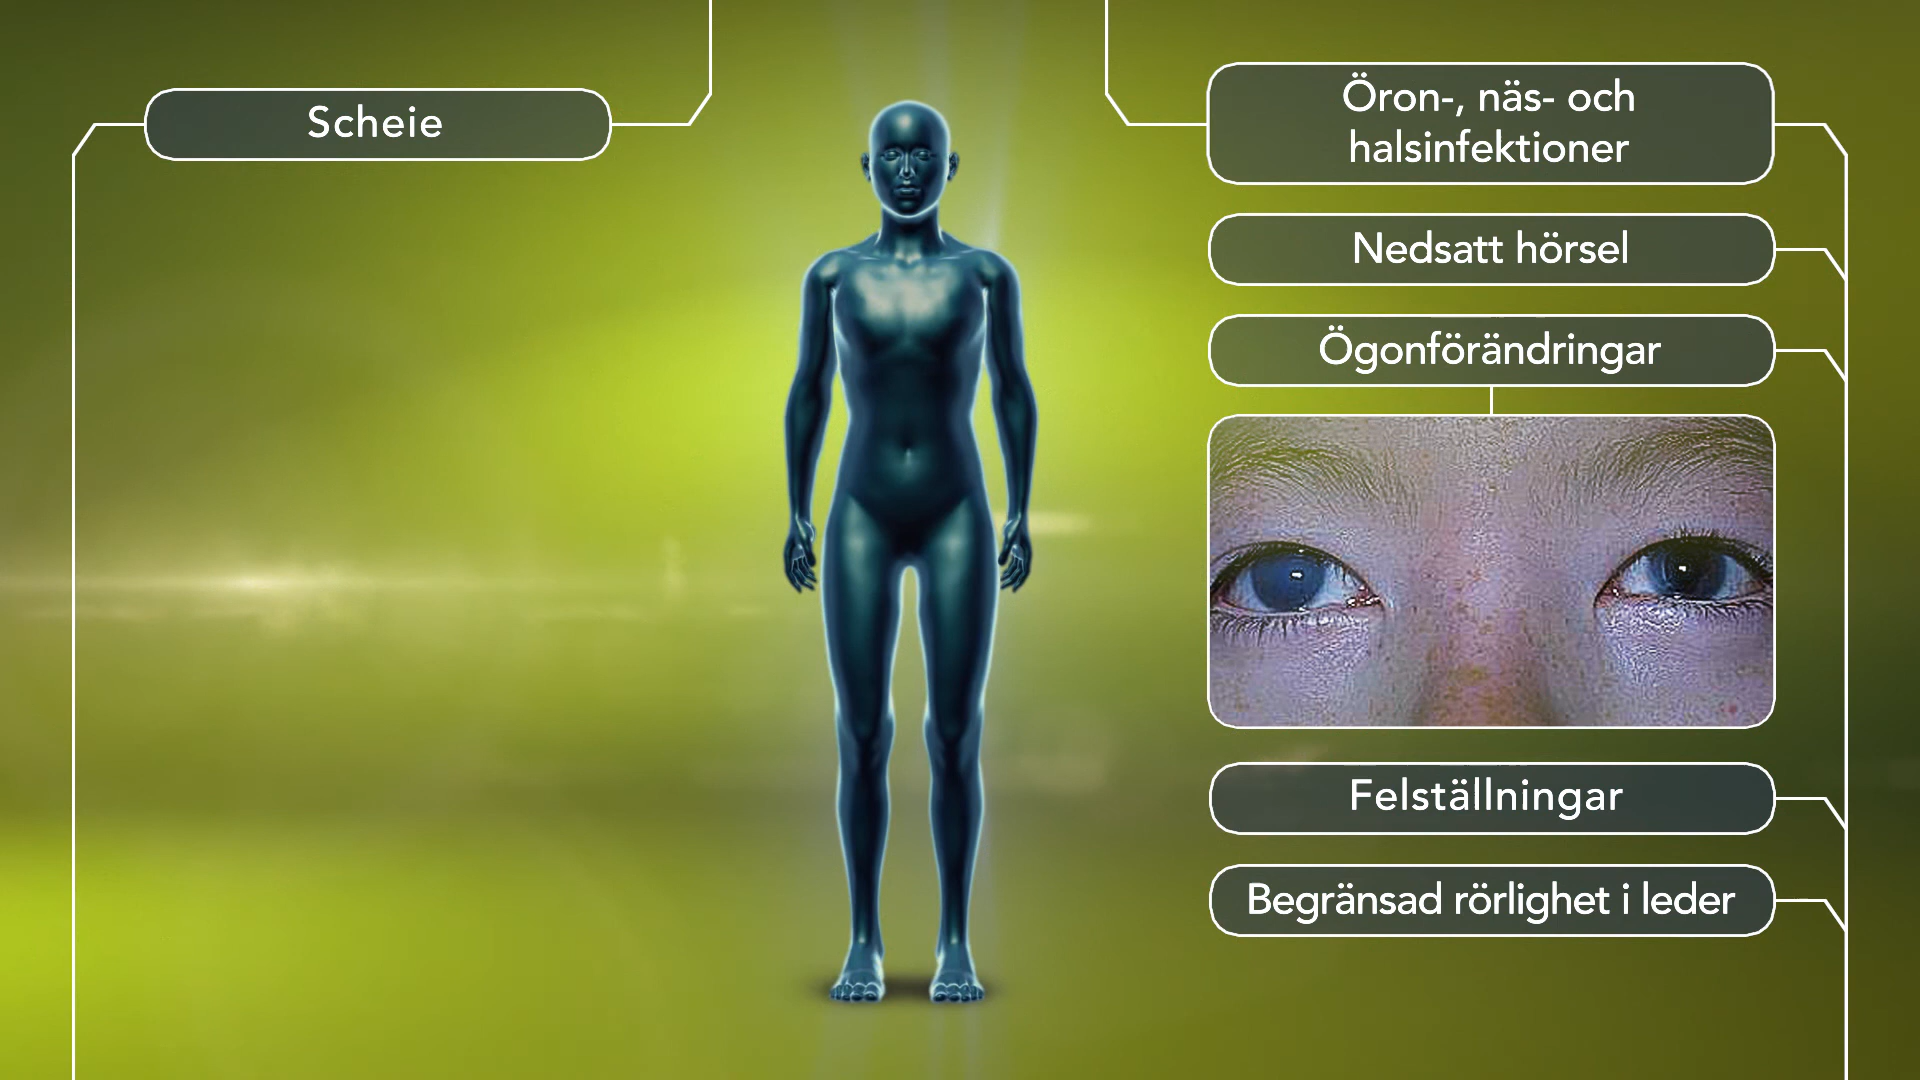 Scheie
Öron-, näs- och
halsinfektioner
Nedsatt hörsel
Ögonförändringar
Felställningar
Begränsad rörlighet i leder